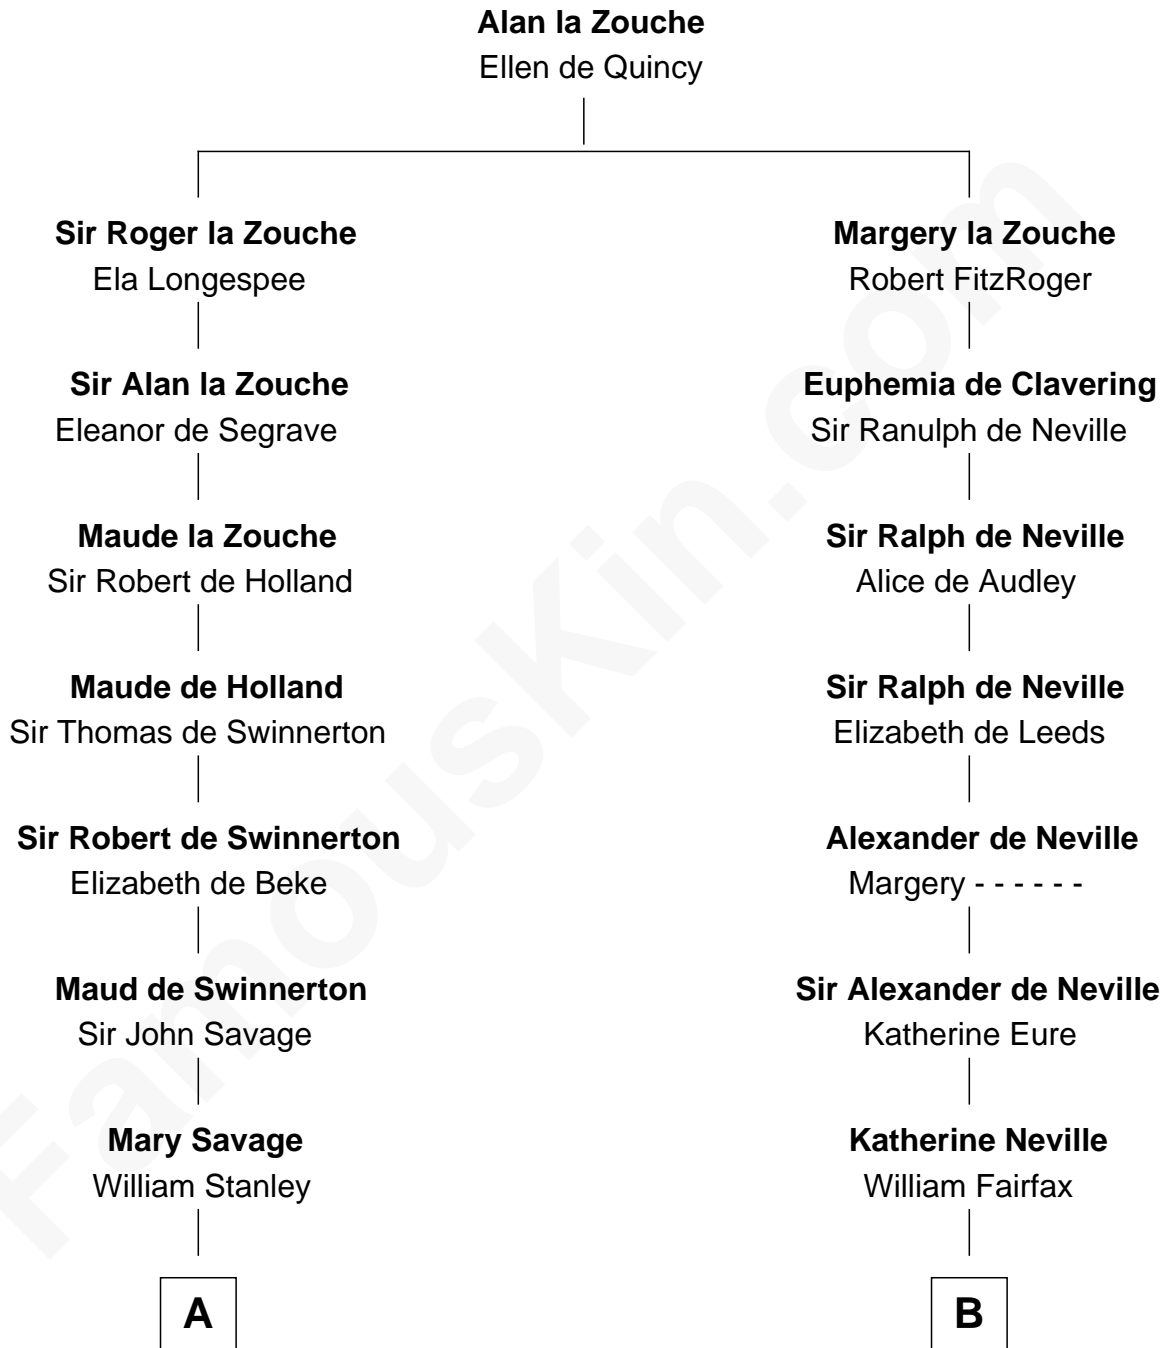 Alan la Zouche
Ellen de Quincy
Sir Roger la Zouche
Ela Longespee
Sir Alan la Zouche
Eleanor de Segrave
Maude la Zouche
Sir Robert de Holland
Maude de Holland
Sir Thomas de Swinnerton
Sir Robert de Swinnerton
Elizabeth de Beke
Maud de Swinnerton
Sir John Savage
Mary Savage
William Stanley
A
Margery la Zouche
Robert FitzRoger
Euphemia de Clavering
Sir Ranulph de Neville
Sir Ralph de Neville
Alice de Audley
Sir Ralph de Neville
Elizabeth de Leeds
Alexander de Neville
Margery - - - - - -
Sir Alexander de Neville
Katherine Eure
Katherine Neville
William Fairfax
B
FamousKin.com